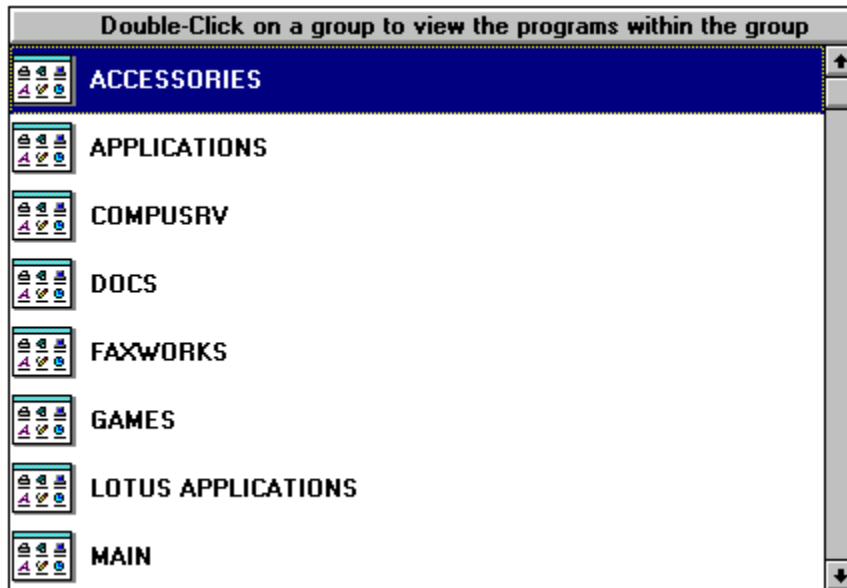 Double-Click on a group to view the programs within the group
ACCESSORIES
APPLICATIONS
COMPUSRV
DOCS
FAXWORKS
GAMES
LOTUS APPLICATIONS
MAIN